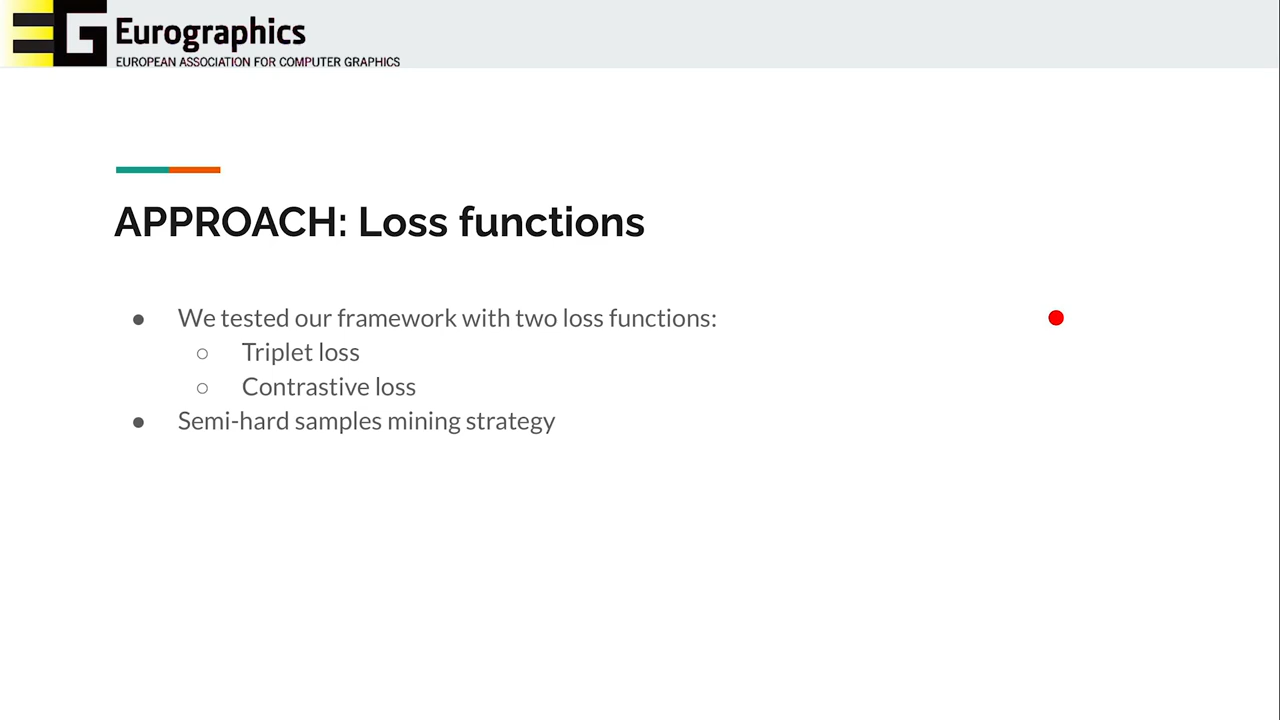 Eurographics
EUROPEAN ASSOCIATION FOR COMPUTER GRAPHICS
APPROACH: Loss functions
● We tested our framework with two loss functions:
○ Triplet loss
○ Contrastive loss
● Semi-hard samples mining strategy